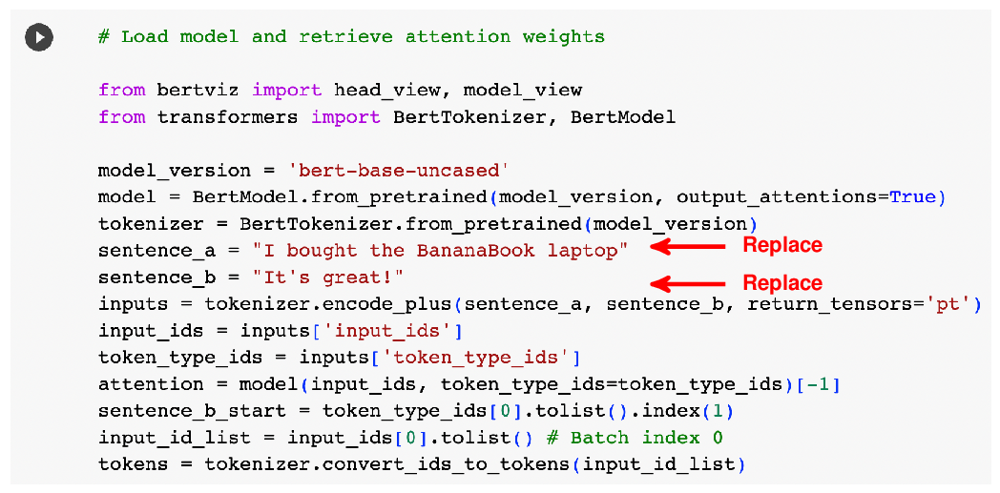 # Load model and retrieve attention weights
from bertviz import head_view, model_view
from transformers import BertTokenizer, BertModel
model_version = 'bert-base-uncased'
model = BertModel.from_pretrained(model_version, output_attentions=True)
tokenizer = BertTokenizer.from_pretrained(model_version)
sentence_a = "I bought the BananaBook laptop" Replace
sentence_b = "It's great!" Replace
inputs = tokenizer.encode_plus(sentence_a, sentence_b, return_tensors='pt')
input_ids = inputs['input_ids']
token_type_ids = inputs['token_type_ids']
attention = model(input_ids, token_type_ids=token_type_ids)[-1]
sentence_b_start = token_type_ids[0].tolist().index(1)
input_id_list = input_ids[0].tolist() # Batch index 0
tokens = tokenizer.convert_ids_to_tokens(input_id_list)